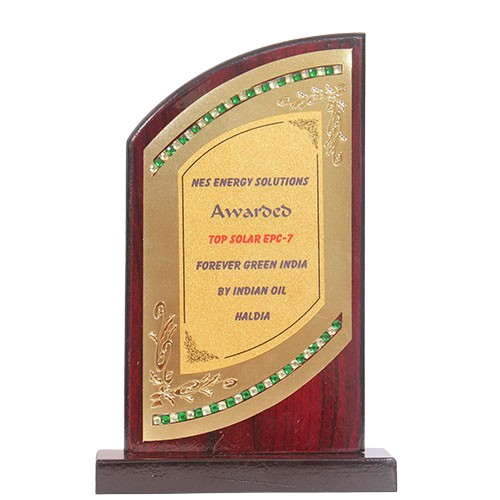 NES ENERGY SOLUTIONS
Awarded
TOP SOLAR EPC-7
FOREVER GREEN INDIA
BY INDIAN OIL
HALDIA